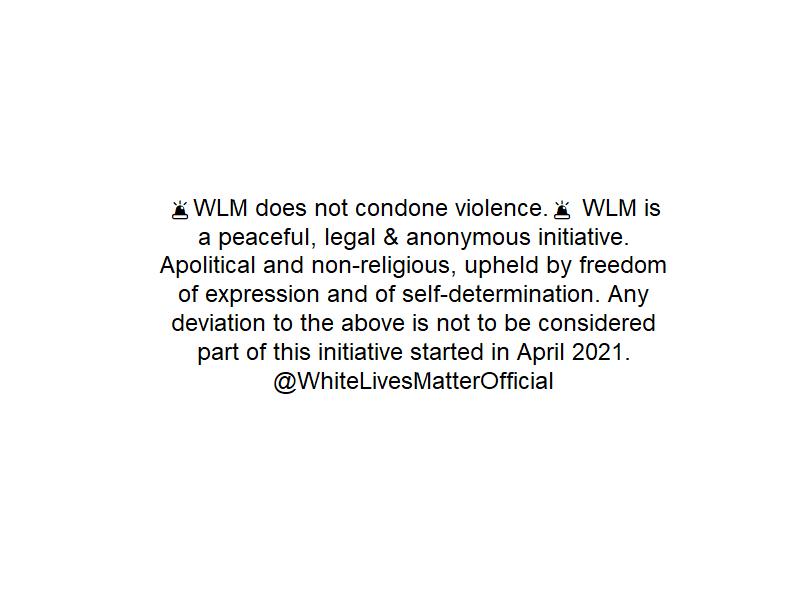 🚨WLM does not condone violence.🚨 WLM is
a peaceful, legal & anonymous initiative.
Apolitical and non-religious, upheld by freedom
of expression and of self-determination. Any
deviation to the above is not to be considered
part of this initiative started in April 2021.
@WhiteLivesMatterOfficial